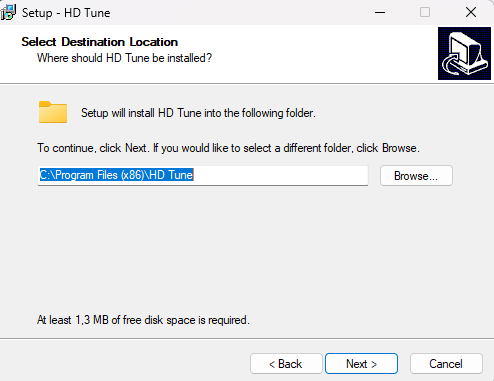 Setup - HD Tune
Select Destination Location
Where should HD Tune be installed?
Setup will install HD Tune into the following folder.
To continue, click Next. If you would like to select a different folder, click Browse.
C:\Program Files (x86)\HD Tune
Browse...
At least 1,3 MB of free disk space is required.
< Back
Next >
Cancel